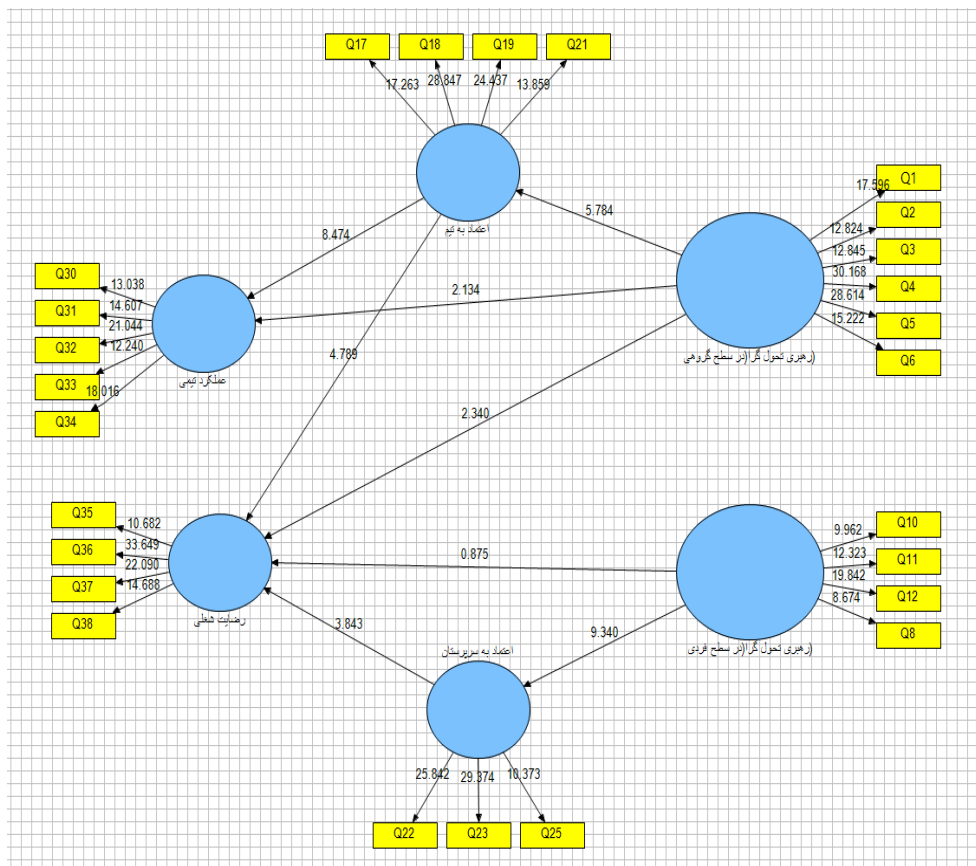 Q17
Q18
Q19
Q21
17.263
28.847
24.437
13.859
اعتماد به تیم
5.784
8.474
2.134
4.789
2.340
Q1
Q2
Q3
Q4
Q5
Q6
17.596
12.824
12.845
30.168
28.614
15.222
(رهبری تحول گرا(در سطح گروهی
Q30
Q31
Q32
Q33
Q34
13.038
14.607
21.044
12.240
18.016
عملکرد تیمی
Q35
Q36
Q37
Q38
10.682
33.649
22.090
14.688
رضایت شغلی
0.875
3.843
9.340
Q10
Q11
Q12
Q8
9.962
12.323
19.842
8.674
(رهبری تحول گرا(در سطح فردی
اعتماد به سرپرستان
25.842
29.374
10.373
Q22
Q23
Q25